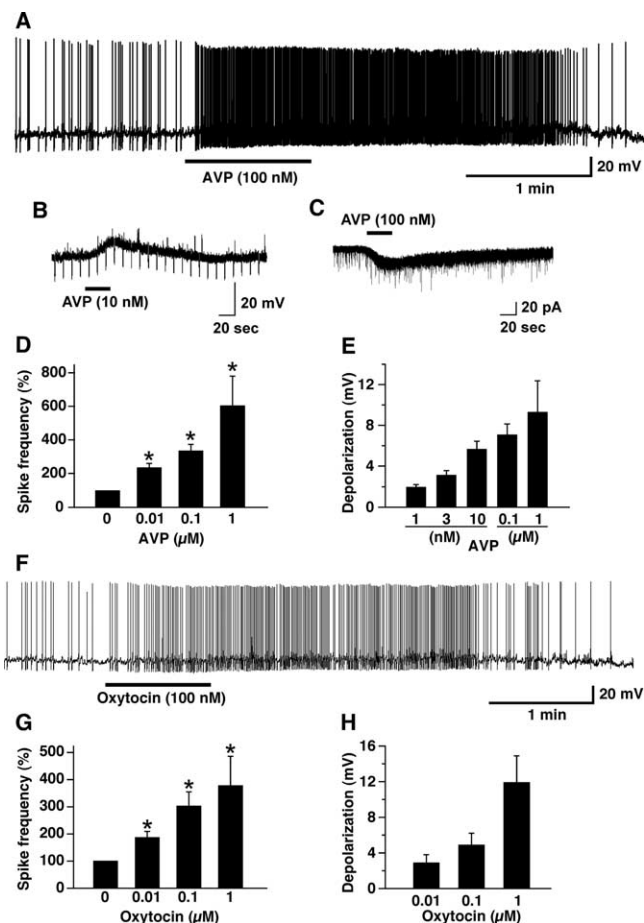 A
AVP (100 nM)
20 mV
1 min
B
AVP (10 nM)
20 mV
20 sec
C
AVP (100 nM)
20 pA
20 sec
D
Spike frequency (%)
800
600
400
200
0
*
*
*
0 0.01 0.1 1
AVP (µM)
E
Depolarization (mV)
12
8
4
0
1 3 10 0.1 1
(nM) (µM)
AVP
F
Oxytocin (100 nM)
20 mV
1 min
G
Spike frequency (%)
500
400
300
200
100
0
*
*
*
0 0.01 0.1 1
Oxytocin (µM)
H
Depolarization (mV)
16
12
8
4
0
0.01 0.1 1
Oxytocin (µM)